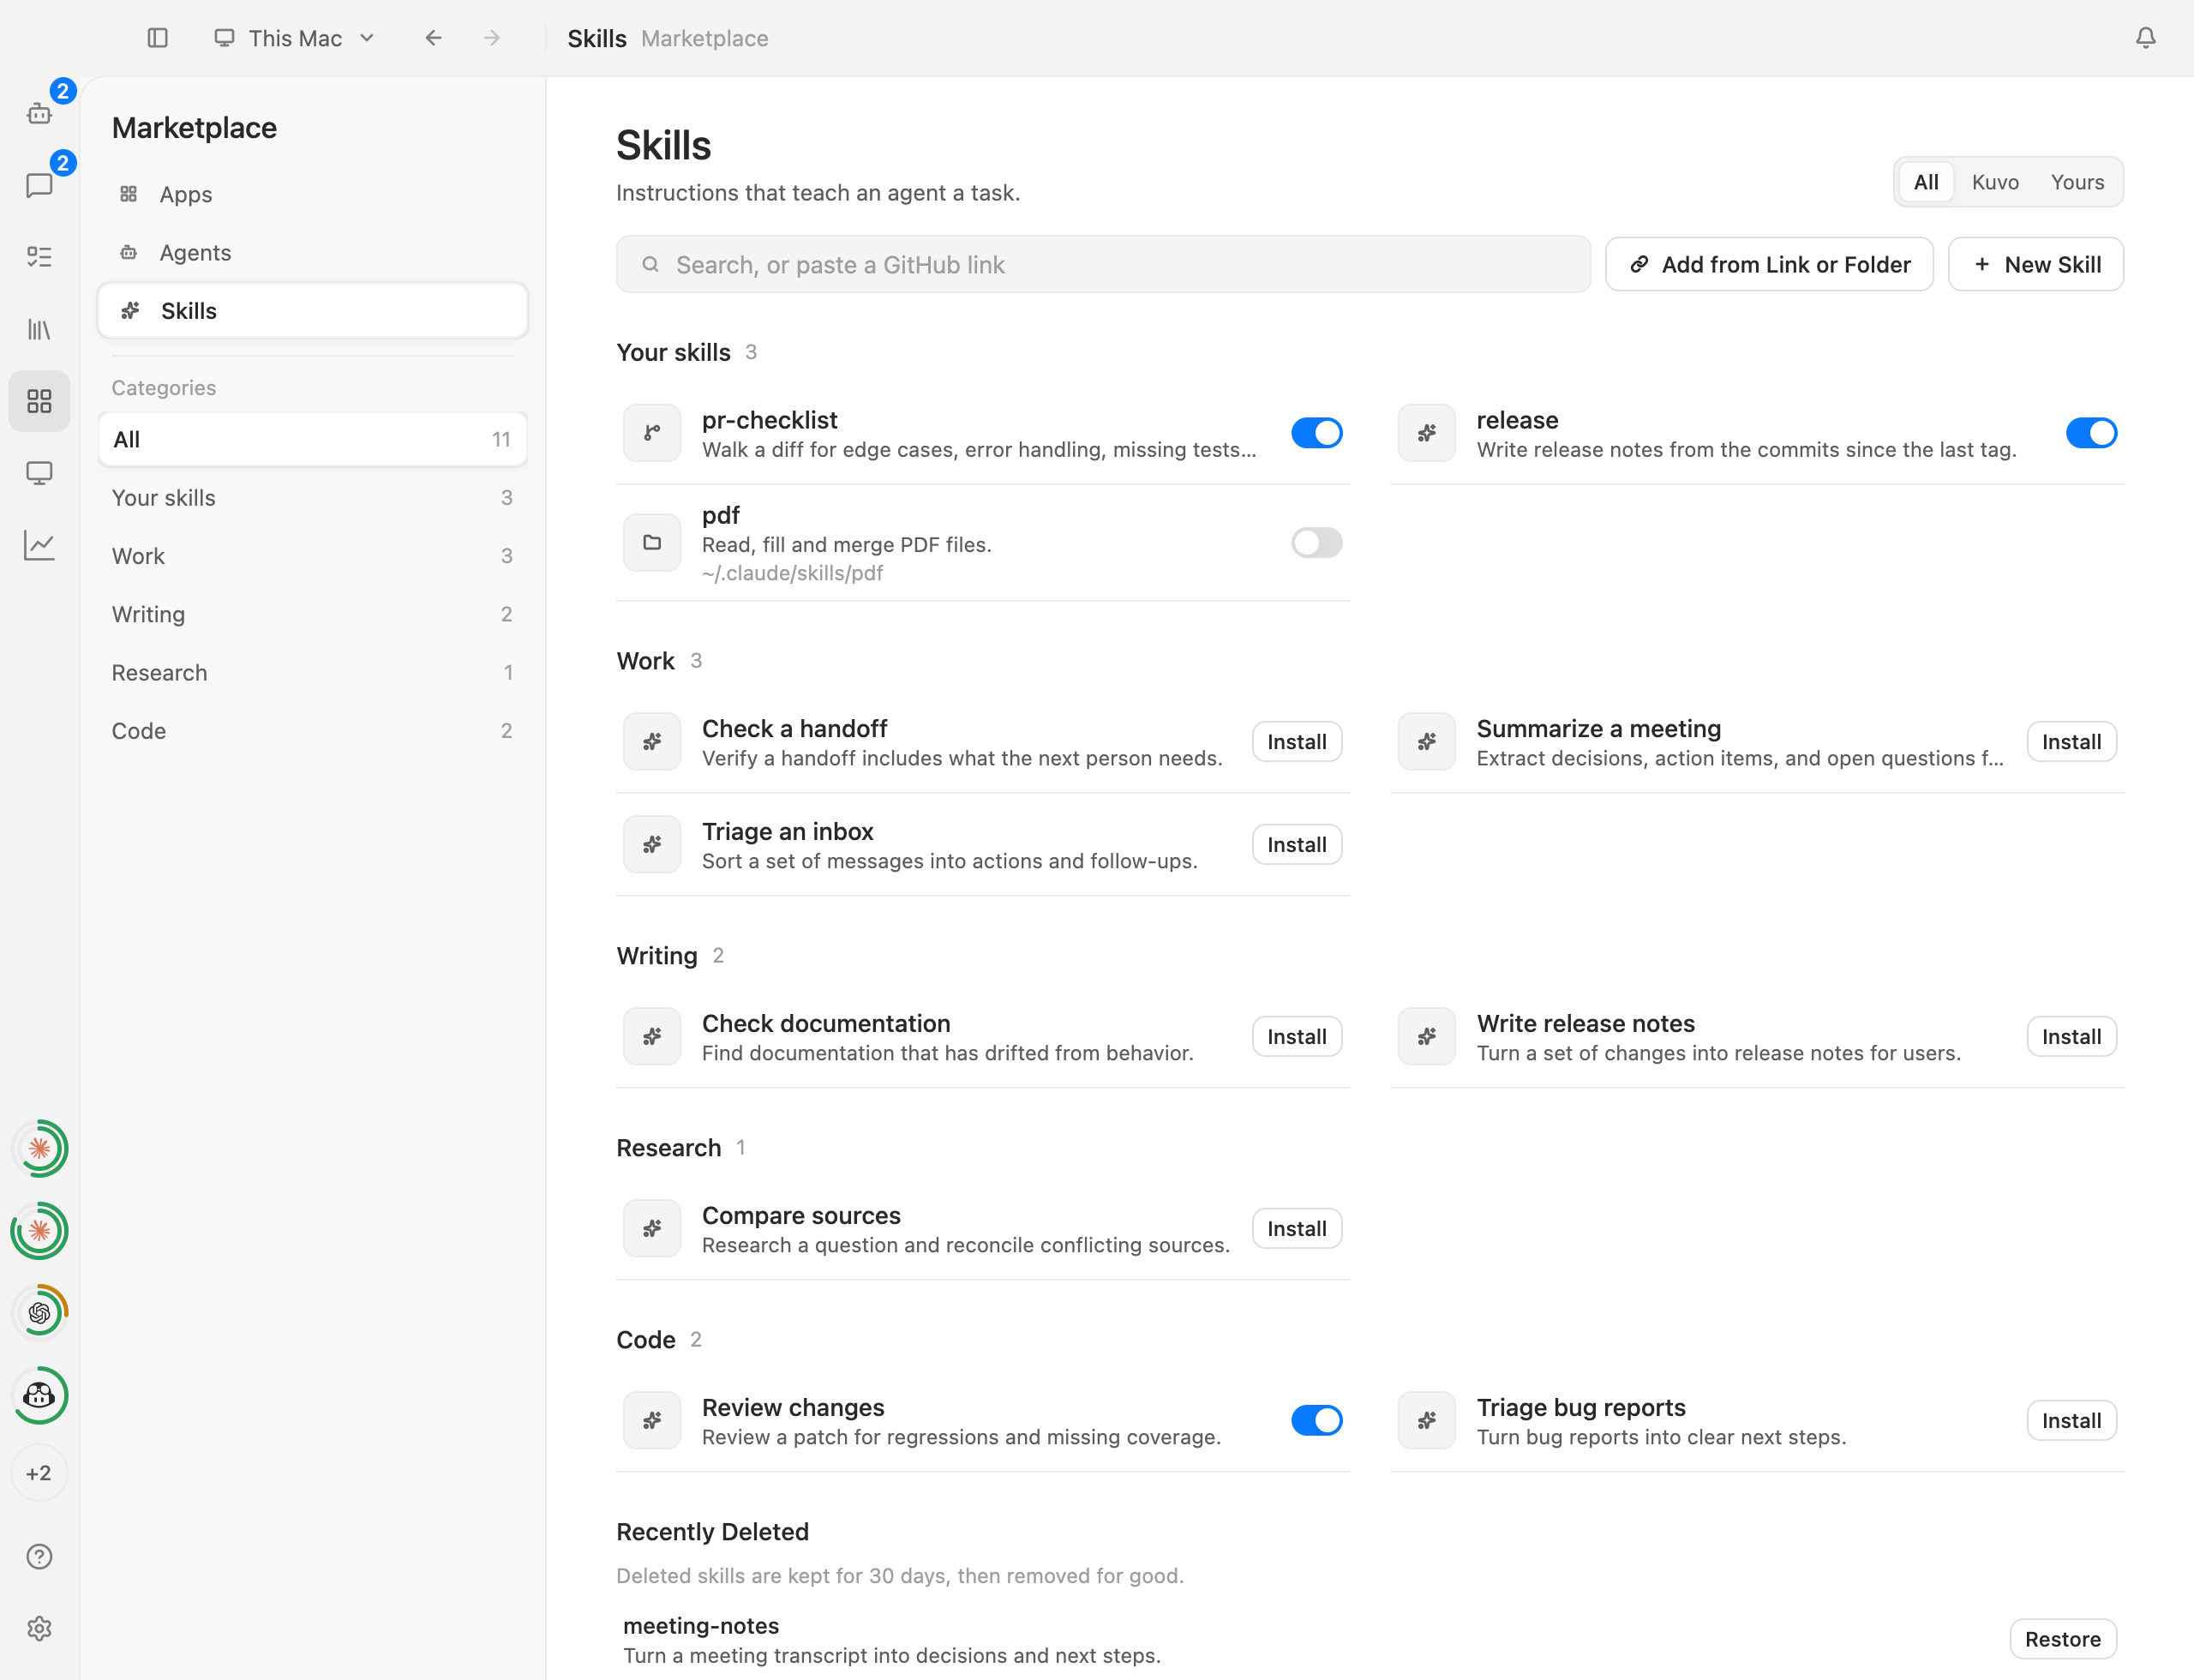 This Mac
Skills Marketplace
2
2
Marketplace
Apps
Agents
Skills
Categories
All 11
Your skills 3
Work 3
Writing 2
Research 1
Code 2
+2
Skills
Instructions that teach an agent a task.
All Kuvo Yours
Search, or paste a GitHub link
Add from Link or Folder
+ New Skill
Your skills 3
pr-checklist
Walk a diff for edge cases, error handling, missing tests...
release
Write release notes from the commits since the last tag.
pdf
Read, fill and merge PDF files.
~/.claude/skills/pdf
Work 3
Check a handoff
Verify a handoff includes what the next person needs.
Install
Summarize a meeting
Extract decisions, action items, and open questions f...
Install
Triage an inbox
Sort a set of messages into actions and follow-ups.
Install
Writing 2
Check documentation
Find documentation that has drifted from behavior.
Install
Write release notes
Turn a set of changes into release notes for users.
Install
Research 1
Compare sources
Research a question and reconcile conflicting sources.
Install
Code 2
Review changes
Review a patch for regressions and missing coverage.
Triage bug reports
Turn bug reports into clear next steps.
Install
Recently Deleted
Deleted skills are kept for 30 days, then removed for good.
meeting-notes
Turn a meeting transcript into decisions and next steps.
Restore